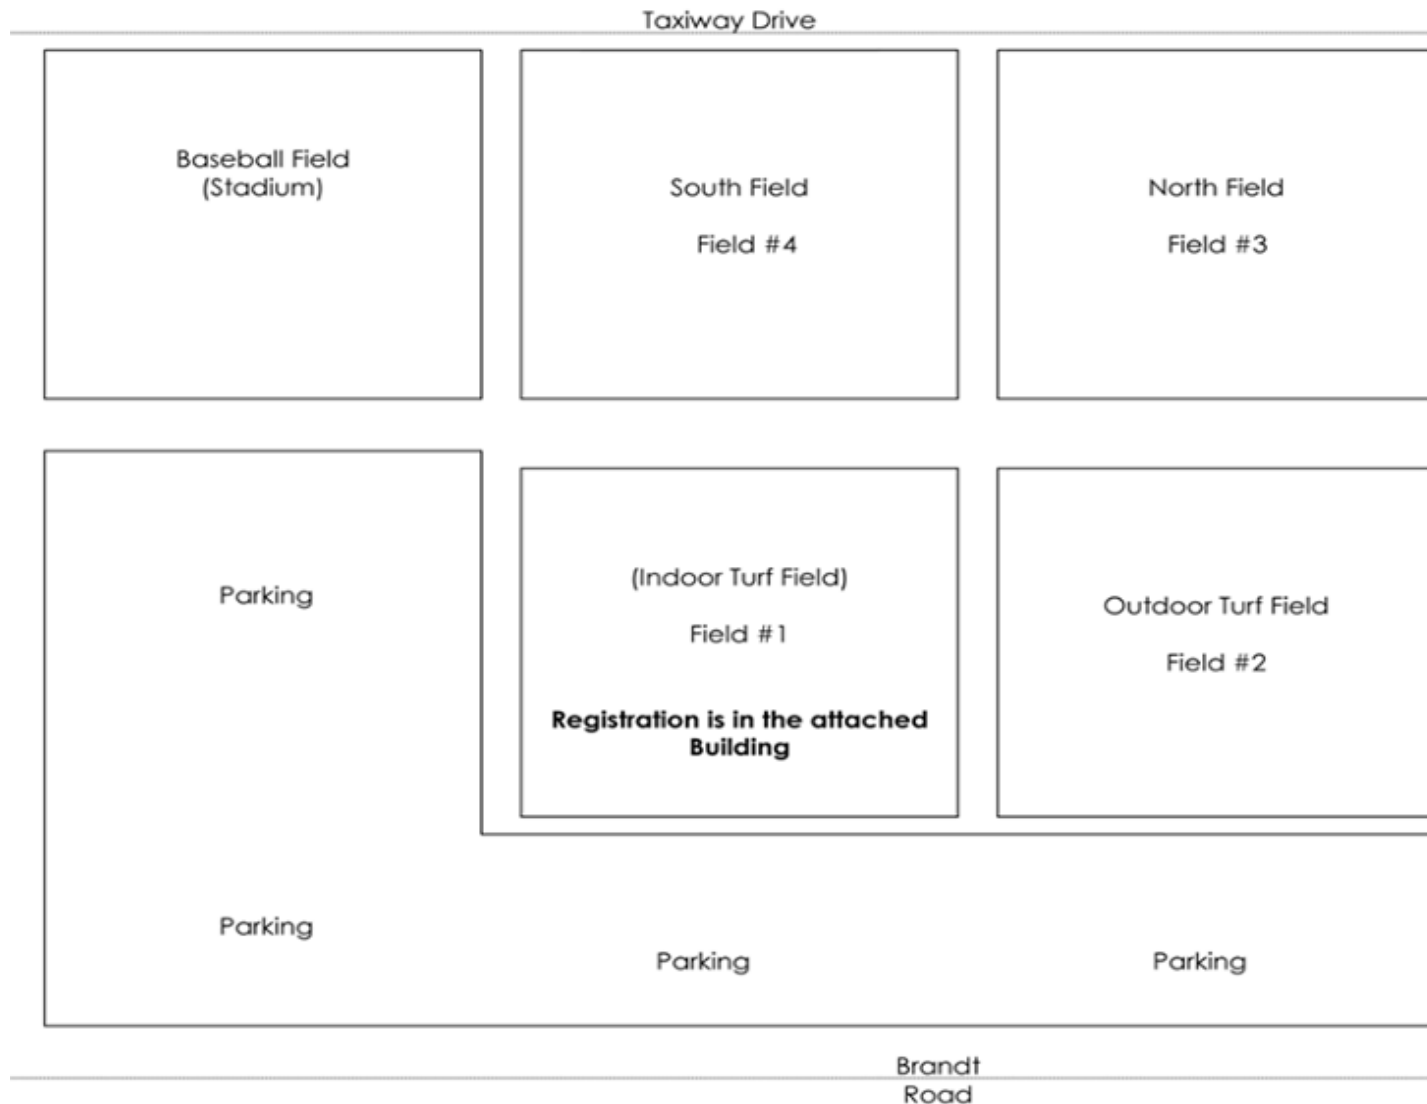 Taxiway Drive
Baseball Field
(Stadium)
South Field
Field #4
North Field
Field #3
Parking
(Indoor Turf Field)
Field #1
Registration is in the attached
Building
Outdoor Turf Field
Field #2
Parking
Parking
Parking
Brandt
Road